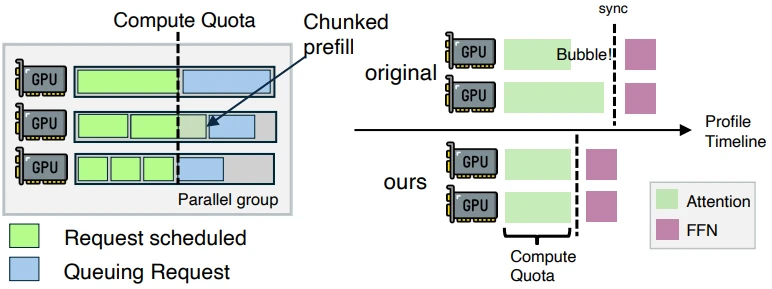 Compute Quota
Chunked
prefill
GPU
GPU
GPU
Parallel group
Request scheduled
Queuing Request
sync
original
GPU
Bubble!
GPU
Profile
Timeline
ours
GPU
GPU
Attention
FFN
Compute
Quota